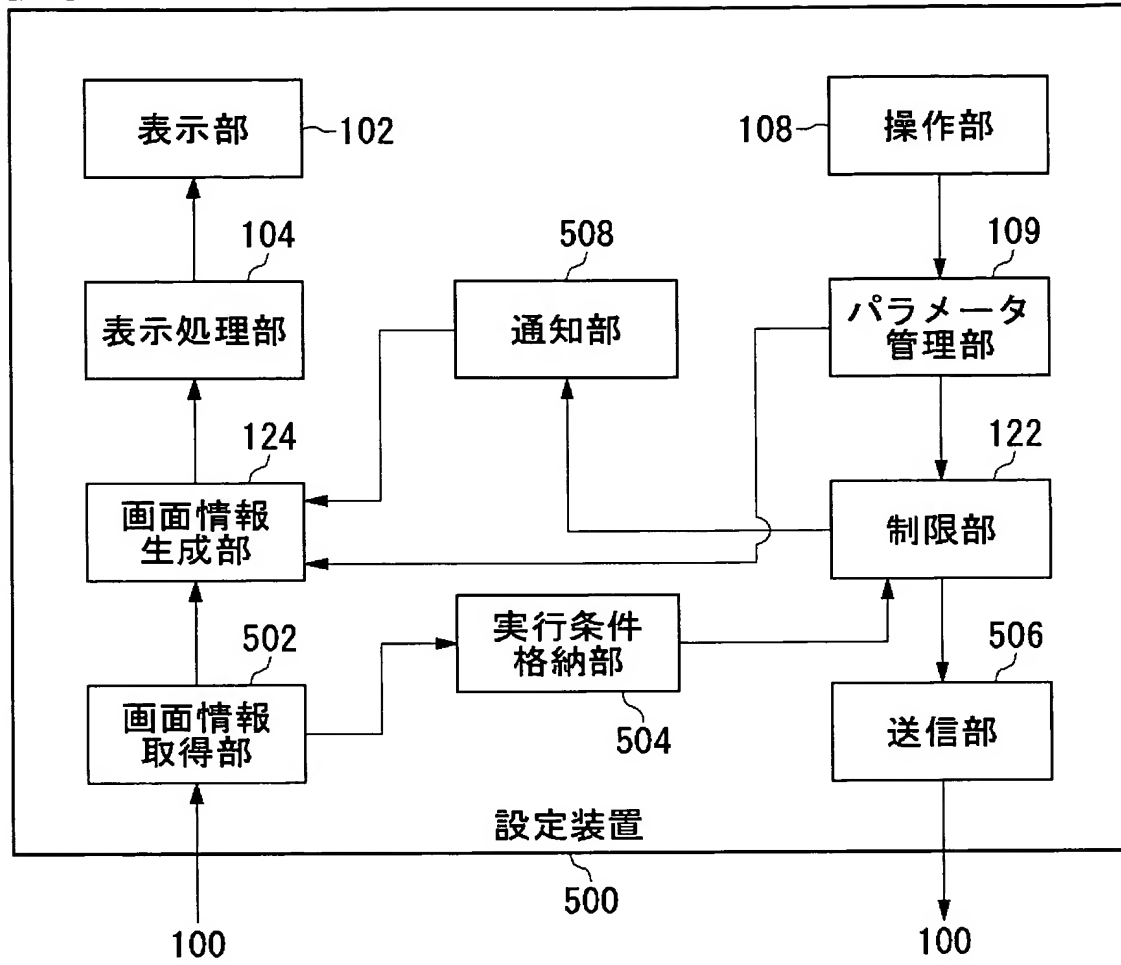 表示部
102
108
操作部
104
508
109
表示処理部
通知部
パラメータ
管理部
124
122
画面情報
生成部
制限部
502
実行条件
格納部
506
画面情報
取得部
504
送信部
設定装置
500
100
100